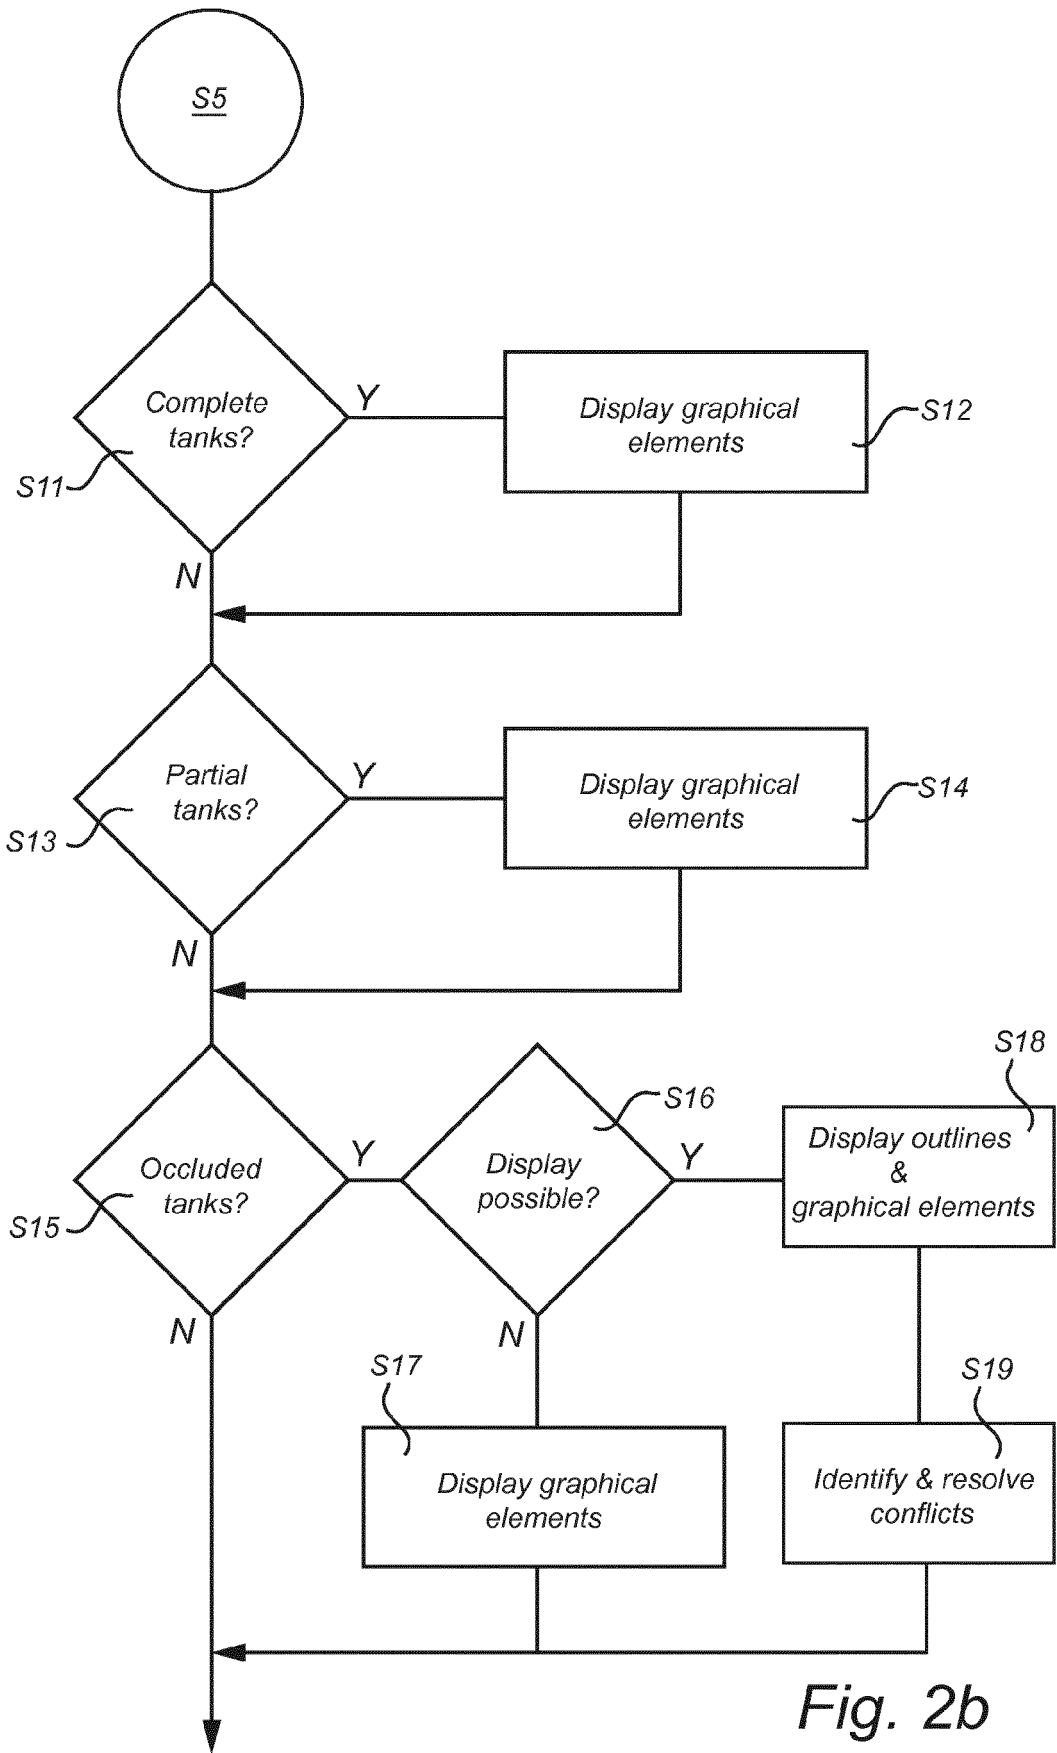 S5
Complete
tanks?
Y
S11
N
Display graphical
elements
S12
Partial
tanks?
Y
S13
N
Display graphical
elements
S14
Occluded
tanks?
Y
S15
N
Display
possible?
S16
Y
N
Display outlines
&
graphical elements
S18
S17
Display graphical
elements
S19
Identify & resolve
conflicts
Fig. 2b